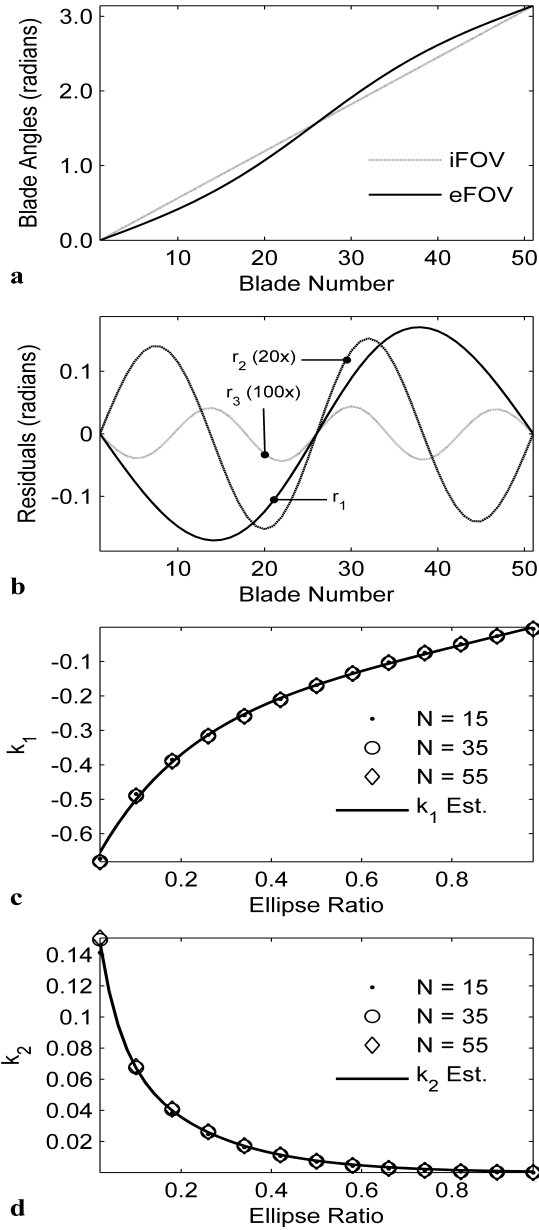 3.0
2.0
1.0
0.0
Blade Angles (radians)
iFOV
eFOV
10 20 30 40 50
Blade Number
a
0.1
0
-0.1
Residuals (radians)
r2 (20x)
r3 (100x)
r1
10 20 30 40 50
Blade Number
b
-0.1
-0.2
-0.3
-0.4
-0.5
-0.6
k1
N = 15
N = 35
N = 55
k1 Est.
0.2 0.4 0.6 0.8
Ellipse Ratio
c
0.14
0.12
0.1
0.08
0.06
0.04
0.02
k2
N = 15
N = 35
N = 55
k2 Est.
0.2 0.4 0.6 0.8
Ellipse Ratio
d